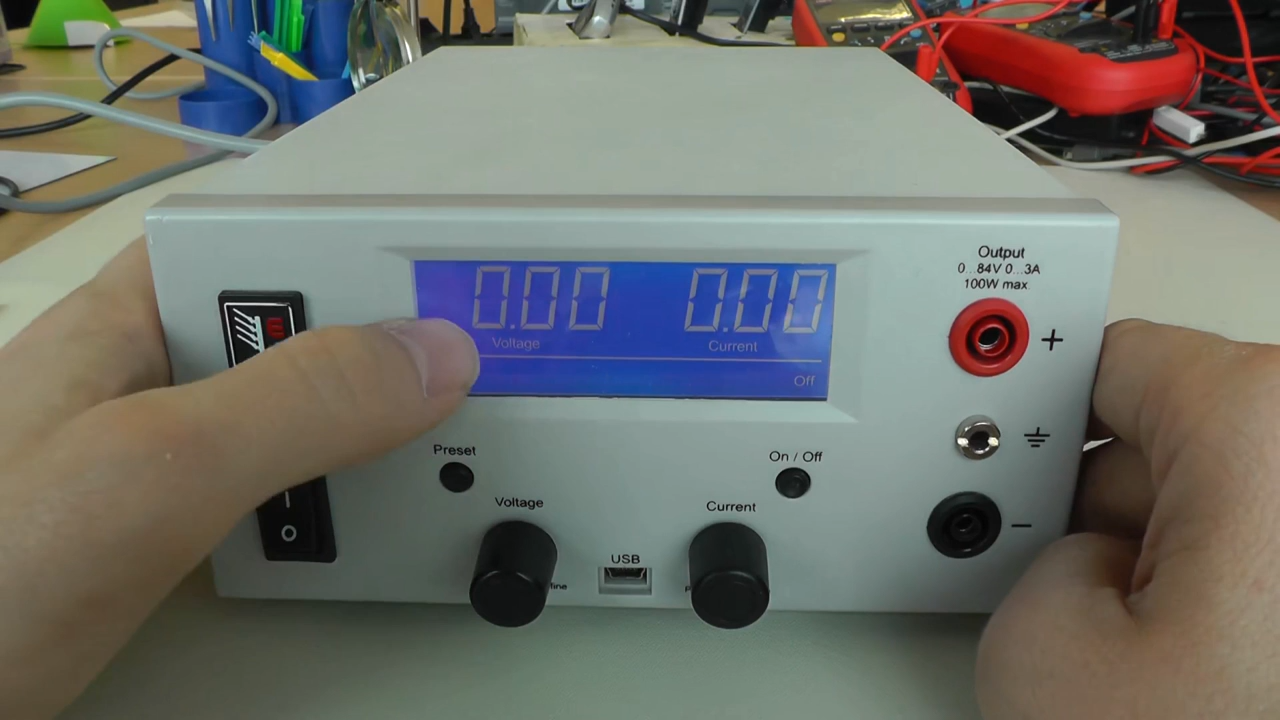 Output
0...84V 0...3A
100W max.
0.00 0.00
Voltage Current
Off
Preset
On / Off
Voltage
Current
USB
fine
I
O